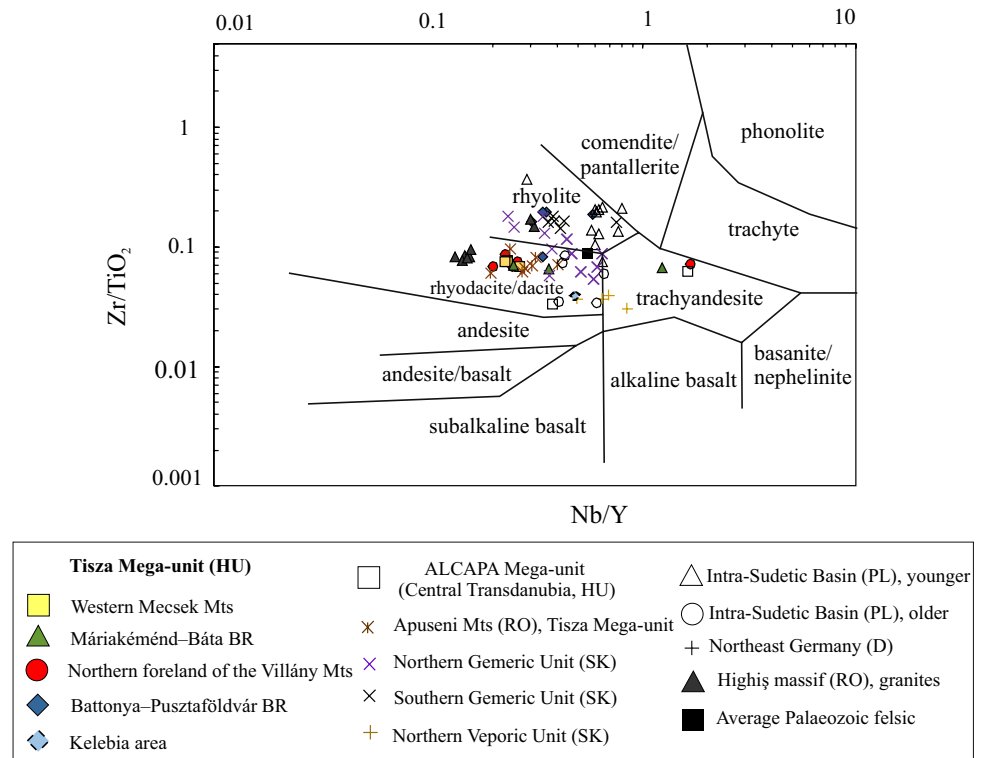 0.01 0.1 1 10
1
0.1
0.01
0.001
Zr/TiO2
Nb/Y
phonolite
comendite/
pantallerite
rhyolite
trachyte
rhyodacite/dacite
trachyandesite
andesite
basanite/
nephelinite
andesite/basalt
alkaline basalt
subalkaline basalt
Tisza Mega-unit (HU)
Western Mecsek Mts
Máriakéménd–Báta BR
Northern foreland of the Villány Mts
Battonya–Pusztaföldvár BR
Kelebia area
ALCAPA Mega-unit
(Central Transdanubia, HU)
Apuseni Mts (RO), Tisza Mega-unit
Northern Gemeric Unit (SK)
Southern Gemeric Unit (SK)
Northern Veporic Unit (SK)
Intra-Sudetic Basin (PL), younger
Intra-Sudetic Basin (PL), older
Northeast Germany (D)
Highiş massif (RO), granites
Average Palaeozoic felsic